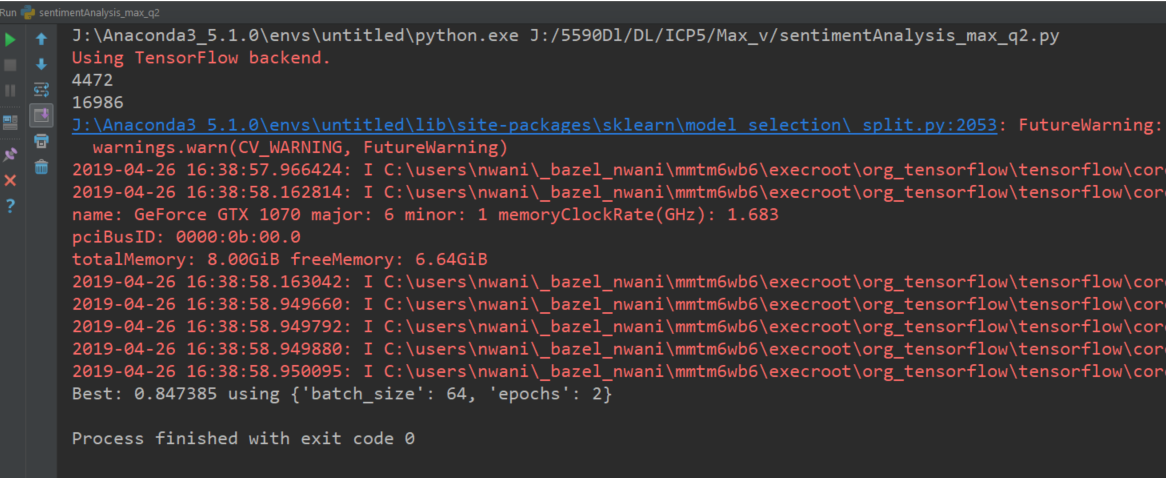 Run sentimentAnalysis_max_q2
J:\Anaconda3_5.1.0\envs\untitled\python.exe J:/5590Dl/DL/ICP5/Max_v/sentimentAnalysis_max_q2.py
Using TensorFlow backend.
4472
16986
J:\Anaconda3_5.1.0\envs\untitled\lib\site-packages\sklearn\model_selection\_split.py:2053: FutureWarning:
  warnings.warn(CV_WARNING, FutureWarning)
2019-04-26 16:38:57.966424: I C:\users\nwani\_bazel_nwani\mmtm6wb6\execroot\org_tensorflow\tensorflow\cor
2019-04-26 16:38:58.162814: I C:\users\nwani\_bazel_nwani\mmtm6wb6\execroot\org_tensorflow\tensorflow\cor
name: GeForce GTX 1070 major: 6 minor: 1 memoryClockRate(GHz): 1.683
pciBusID: 0000:0b:00.0
totalMemory: 8.00GiB freeMemory: 6.64GiB
2019-04-26 16:38:58.163042: I C:\users\nwani\_bazel_nwani\mmtm6wb6\execroot\org_tensorflow\tensorflow\cor
2019-04-26 16:38:58.949660: I C:\users\nwani\_bazel_nwani\mmtm6wb6\execroot\org_tensorflow\tensorflow\cor
2019-04-26 16:38:58.949792: I C:\users\nwani\_bazel_nwani\mmtm6wb6\execroot\org_tensorflow\tensorflow\cor
2019-04-26 16:38:58.949880: I C:\users\nwani\_bazel_nwani\mmtm6wb6\execroot\org_tensorflow\tensorflow\cor
2019-04-26 16:38:58.950095: I C:\users\nwani\_bazel_nwani\mmtm6wb6\execroot\org_tensorflow\tensorflow\cor
Best: 0.847385 using {'batch_size': 64, 'epochs': 2}
Process finished with exit code 0